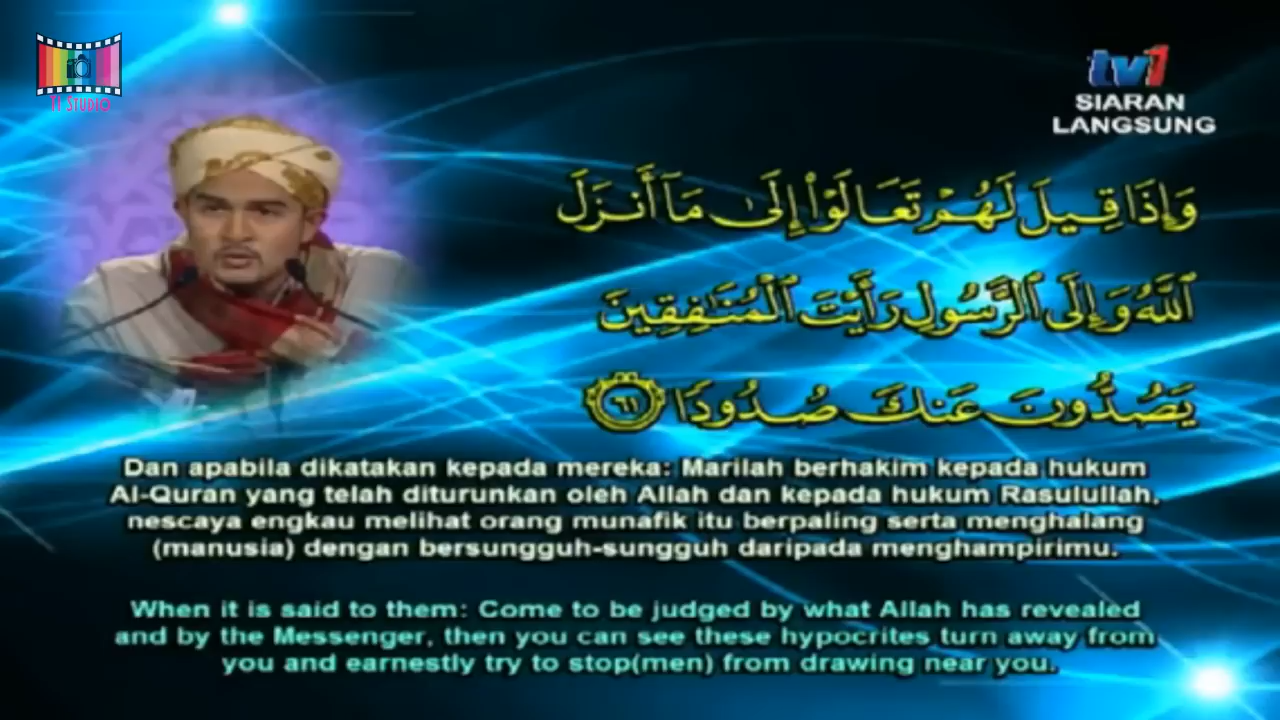 TI STUDIO
tv1
SIARAN
LANGSUNG
وَإِذَا قِيلَ لَهُمْ تَعَالَوْا۟ إِلَىٰ مَآ أَنزَلَ
ٱللَّهُ وَإِلَى ٱلرَّسُولِ رَأَيْتَ ٱلْمُنَـٰفِقِينَ
يَصُدُّونَ عَنكَ صُدُودًا ٦١
Dan apabila dikatakan kepada mereka: Marilah berhakim kepada hukum
Al-Quran yang telah diturunkan oleh Allah dan kepada hukum Rasulullah,
nescaya engkau melihat orang munafik itu berpaling serta menghalang
(manusia) dengan bersungguh-sungguh daripada menghampirimu.
When it is said to them: Come to be judged by what Allah has revealed
and by the Messenger, then you can see these hypocrites turn away from
you and earnestly try to stop(men) from drawing near you.